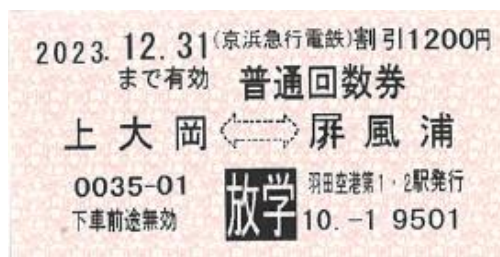 2023.12.31(京浜急行電鉄)割引1200円
まで有効 普通回数券
上大岡⇔屛風浦
0035-01 放学 羽田空港第1・2駅発行
下車前途無効 10.-1 9501